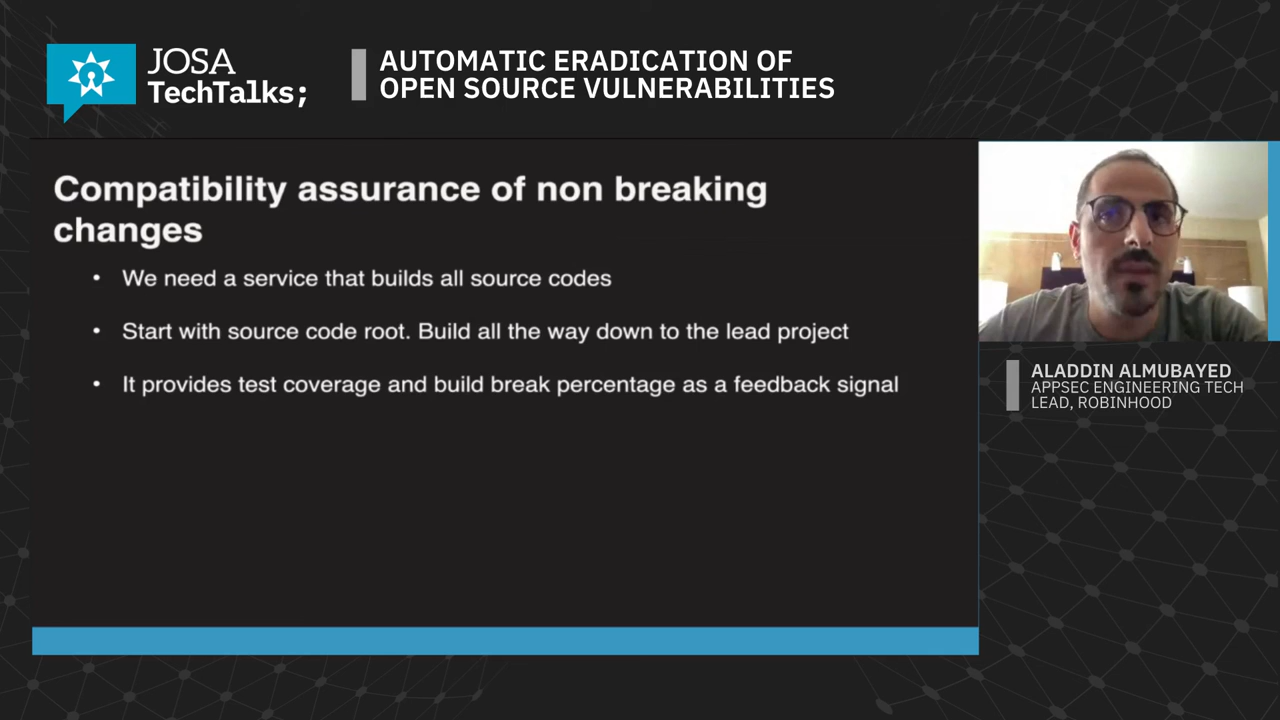 JOSA
TechTalks;
AUTOMATIC ERADICATION OF
OPEN SOURCE VULNERABILITIES
Compatibility assurance of non breaking
changes
• We need a service that builds all source codes
• Start with source code root. Build all the way down to the lead project
• It provides test coverage and build break percentage as a feedback signal
ALADDIN ALMUBAYED
APPSEC ENGINEERING TECH
LEAD, ROBINHOOD